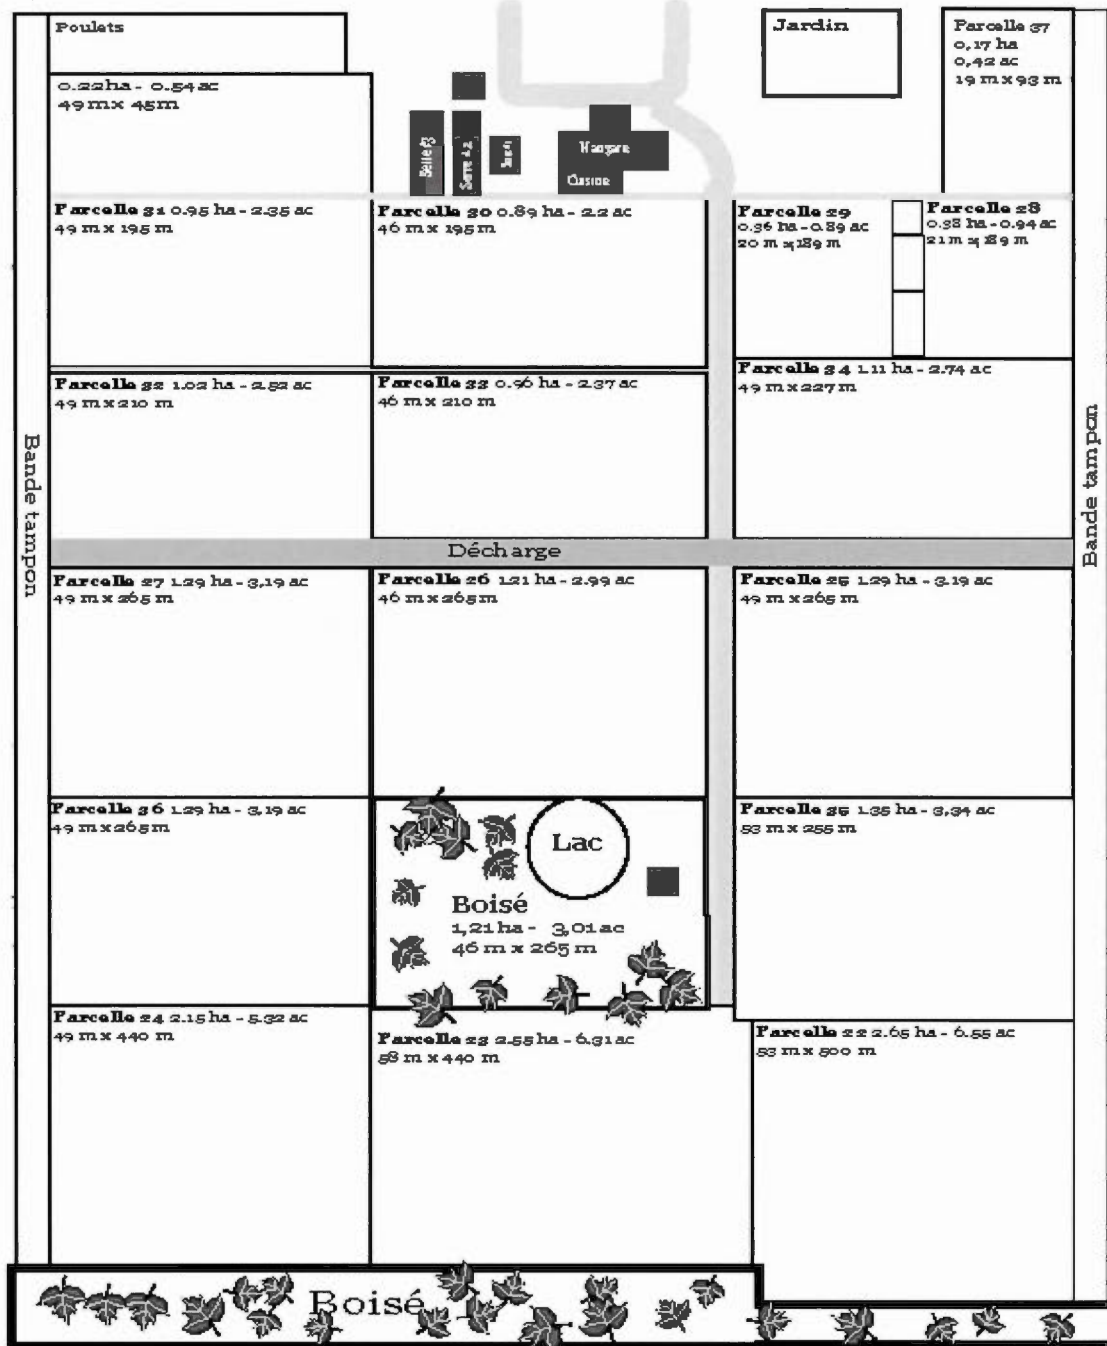 Poulets
Jardin
Parcelle 37
0,17 ha
0,42 ac
19 m x 93 m
0.22 ha - 0.54 ac
49 m x 45 m
Serre
Serre
Hangare
Cuisine
Parcelle 31 0.95 ha - 2.35 ac
49 m x 195 m
Parcelle 30 0.89 ha - 2.2 ac
46 m x 195 m
Parcelle 29
0.36 ha - 0.89 ac
20 m x 189 m
Parcelle 28
0.38 ha - 0.94 ac
21 m x 189 m
Parcelle 32 1.02 ha - 2.52 ac
49 m x 210 m
Parcelle 33 0.96 ha - 2.37 ac
46 m x 210 m
Parcelle 34 1.11 ha - 2.74 ac
49 m x 227 m
Bande tampon
Bande tampon
Décharge
Parcelle 27 1.29 ha - 3,19 ac
49 m x 265 m
Parcelle 26 1.21 ha - 2.99 ac
46 m x 265 m
Parcelle 25 1.29 ha - 3.19 ac
49 m x 265 m
Parcelle 36 1.29 ha - 3,19 ac
49 m x 265 m
Lac
Boisé
1,21 ha - 3,01 ac
46 m x 265 m
Parcelle 35 1.35 ha - 3,34 ac
53 m x 255 m
Parcelle 24 2.15 ha - 5.32 ac
49 m x 440 m
Parcelle 23 2.55 ha - 6.31 ac
58 m x 440 m
Parcelle 22 2.65 ha - 6.55 ac
53 m x 500 m
Boisé